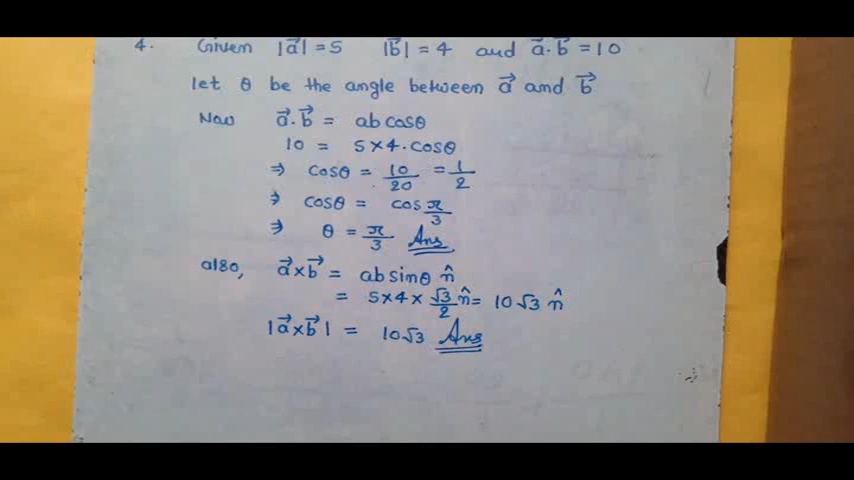 4. Given |a⃗| = 5 |b⃗| = 4 and a⃗.b⃗ = 10
let θ be the angle between a⃗ and b⃗
Now a⃗.b⃗ = ab cosθ
10 = 5×4.cosθ
⇒ cosθ = 10/20 = 1/2
⇒ cosθ = cos π/3
⇒ θ = π/3 Ans
also, a⃗×b⃗ = ab sinθ n̂
= 5×4× √3/2 n̂ = 10√3 n̂
|a⃗×b⃗| = 10√3 Ans